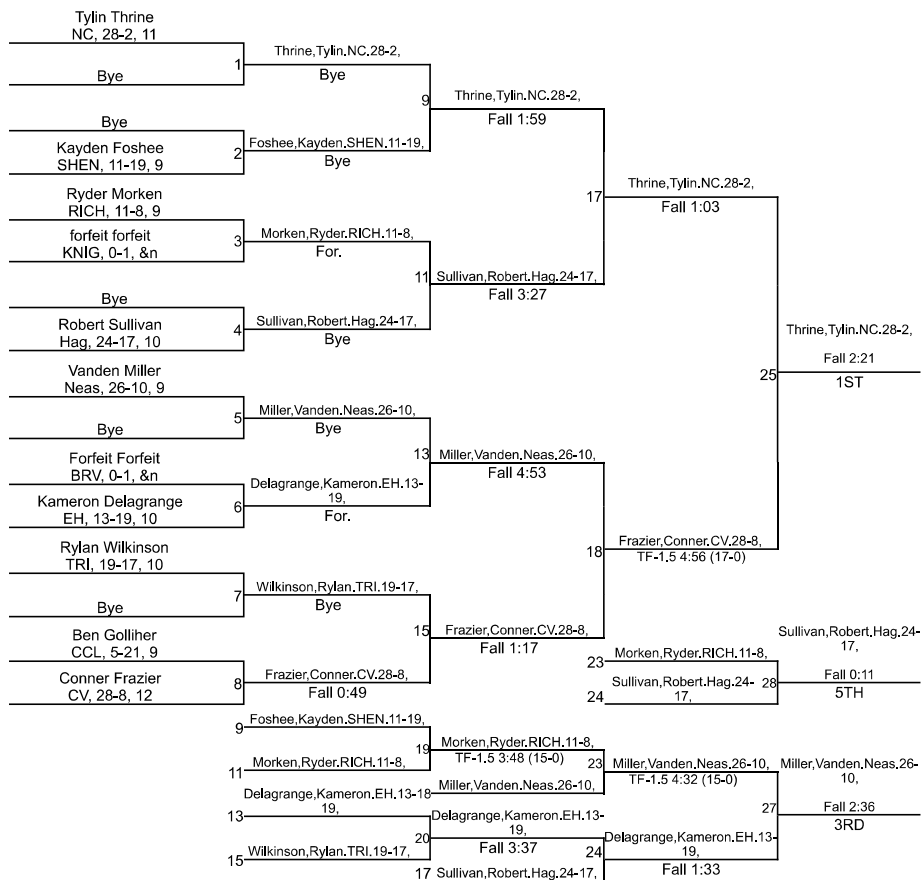 Tylin Thrine
NC, 28-2, 11
Bye
1
Thrine,Tylin.NC.28-2,
Bye
Bye
Kayden Foshee
SHEN, 11-19, 9
2
Foshee,Kayden.SHEN.11-19,
Bye
9
Thrine,Tylin.NC.28-2,
Fall 1:59
Ryder Morken
RICH, 11-8, 9
forfeit forfeit
KNIG, 0-1, &n
3
Morken,Ryder.RICH.11-8,
For.
Bye
Robert Sullivan
Hag, 24-17, 10
4
Sullivan,Robert.Hag.24-17,
Bye
11
Sullivan,Robert.Hag.24-17,
Fall 3:27
17
Thrine,Tylin.NC.28-2,
Fall 1:03
Vanden Miller
Neas, 26-10, 9
Bye
5
Miller,Vanden.Neas.26-10,
Bye
Forfeit Forfeit
BRV, 0-1, &n
Kameron Delagrange
EH, 13-19, 10
6
Delagrange,Kameron.EH.13-
19,
For.
13
Miller,Vanden.Neas.26-10,
Fall 4:53
Rylan Wilkinson
TRI, 19-17, 10
Bye
7
Wilkinson,Rylan.TRI.19-17,
Bye
Ben Golliher
CCL, 5-21, 9
Conner Frazier
CV, 28-8, 12
8
Frazier,Conner.CV.28-8,
Fall 0:49
15
Frazier,Conner.CV.28-8,
Fall 1:17
18
Frazier,Conner.CV.28-8,
TF-1.5 4:56 (17-0)
25
Thrine,Tylin.NC.28-2,
Fall 2:21
1ST
23
Morken,Ryder.RICH.11-8,
24
Sullivan,Robert.Hag.24-
17,
28
Sullivan,Robert.Hag.24-
17,
Fall 0:11
5TH
9
Foshee,Kayden.SHEN.11-19,
11
Morken,Ryder.RICH.11-8,
19
Morken,Ryder.RICH.11-8,
TF-1.5 3:48 (15-0)
18
Miller,Vanden.Neas.26-10,
23
Miller,Vanden.Neas.26-10,
TF-1.5 4:32 (15-0)
13
Delagrange,Kameron.EH.13-
19,
15
Wilkinson,Rylan.TRI.19-17,
20
Delagrange,Kameron.EH.13-
19,
Fall 3:37
17
Sullivan,Robert.Hag.24-17,
24
Delagrange,Kameron.EH.13-
19,
Fall 1:33
27
Miller,Vanden.Neas.26-
10,
Fall 2:36
3RD